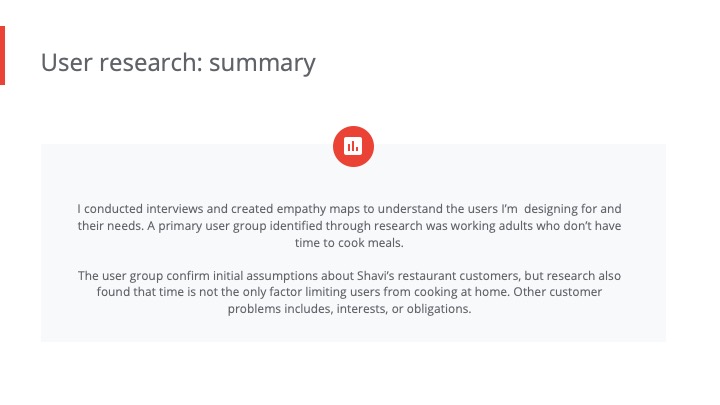 User research: summary
I conducted interviews and created empathy maps to understand the users I’m  designing for and
their needs. A primary user group identified through research was working adults who don’t have
time to cook meals.
The user group confirm initial assumptions about Shavi’s restaurant customers, but research also
found that time is not the only factor limiting users from cooking at home. Other customer
problems includes, interests, or obligations.